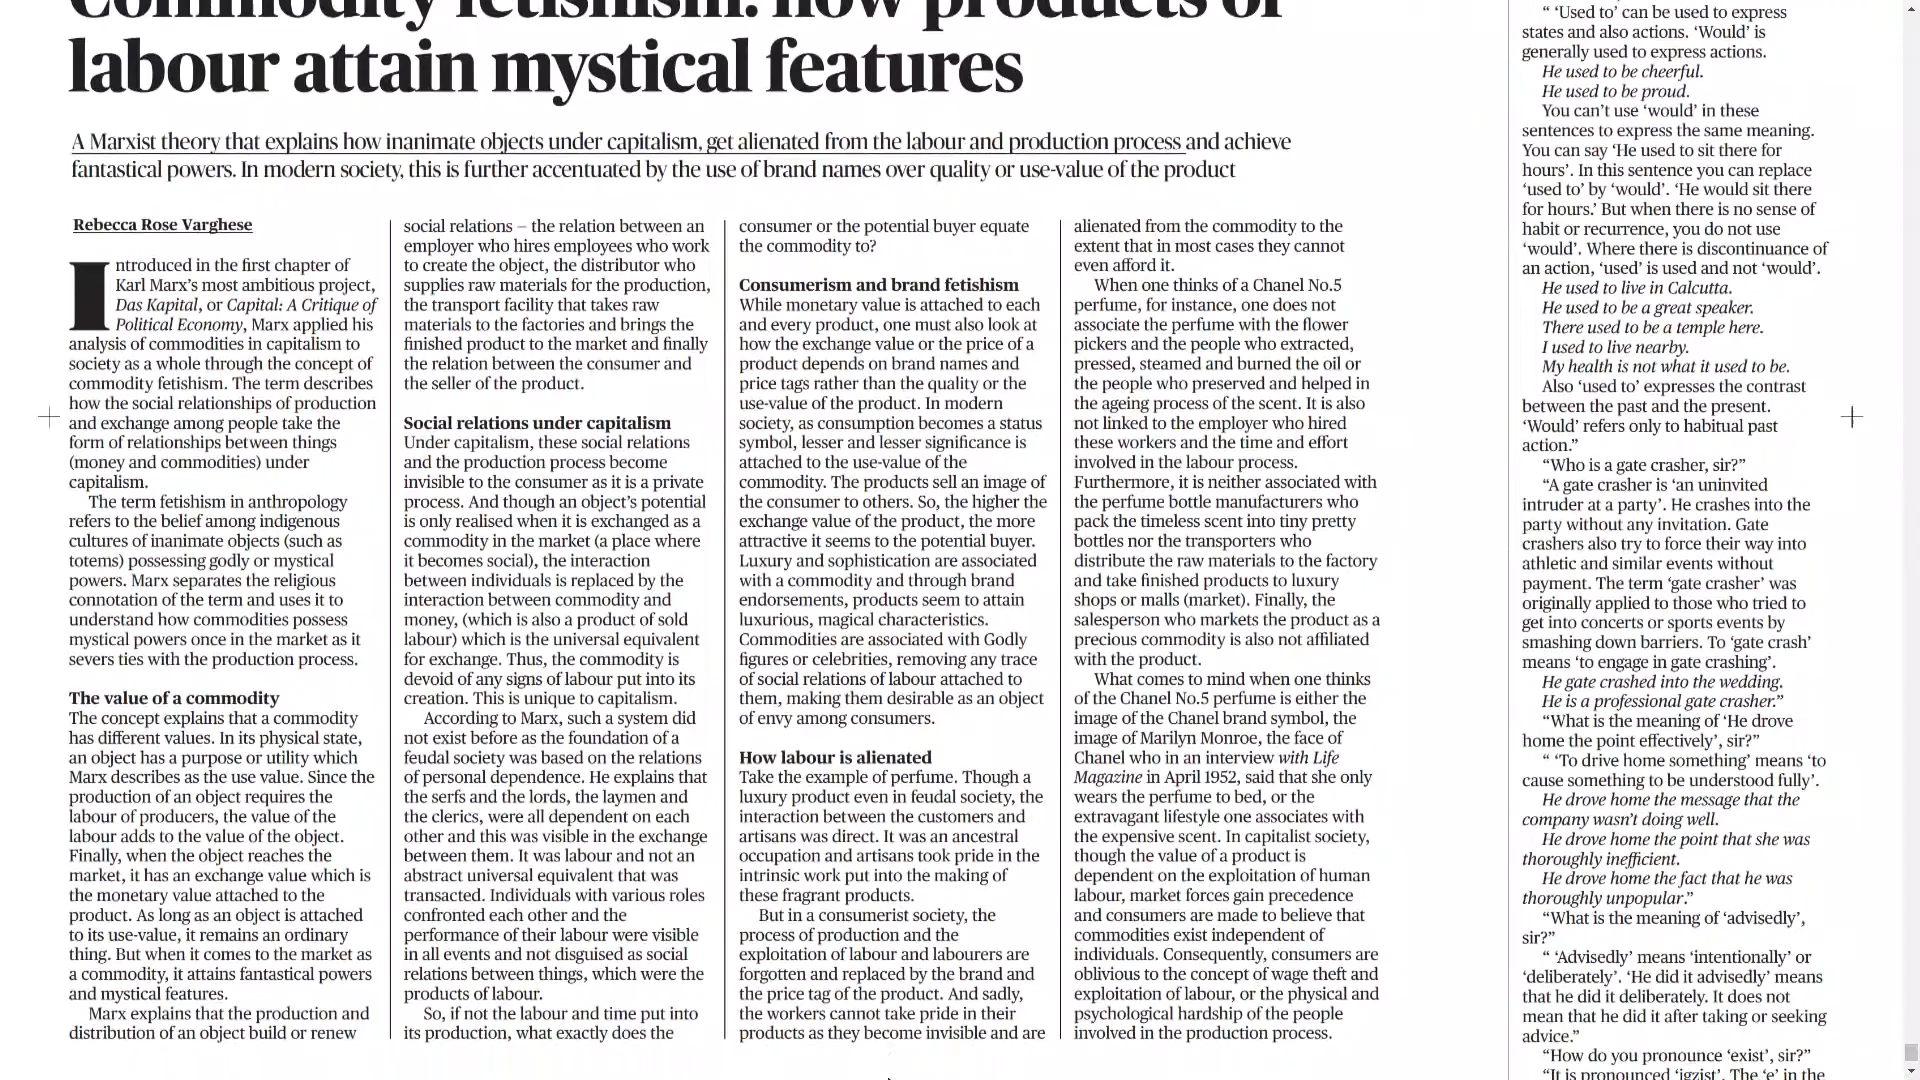 Commodity fetishism: how products of
labour attain mystical features
A Marxist theory that explains how inanimate objects under capitalism, get alienated from the labour and production process and achieve
fantastical powers. In modern society, this is further accentuated by the use of brand names over quality or use-value of the product
Rebecca Rose Varghese
Introduced in the first chapter of
Karl Marx’s most ambitious project,
Das Kapital, or Capital: A Critique of
Political Economy, Marx applied his
analysis of commodities in capitalism to
society as a whole through the concept of
commodity fetishism. The term describes
how the social relationships of production
and exchange among people take the
form of relationships between things
(money and commodities) under
capitalism.
The term fetishism in anthropology
refers to the belief among indigenous
cultures of inanimate objects (such as
totems) possessing godly or mystical
powers. Marx separates the religious
connotation of the term and uses it to
understand how commodities possess
mystical powers once in the market as it
severs ties with the production process.
The value of a commodity
The concept explains that a commodity
has different values. In its physical state,
an object has a purpose or utility which
Marx describes as the use value. Since the
production of an object requires the
labour of producers, the value of the
labour adds to the value of the object.
Finally, when the object reaches the
market, it has an exchange value which is
the monetary value attached to the
product. As long as an object is attached
to its use-value, it remains an ordinary
thing. But when it comes to the market as
a commodity, it attains fantastical powers
and mystical features.
Marx explains that the production and
distribution of an object build or renew
social relations – the relation between an
employer who hires employees who work
to create the object, the distributor who
supplies raw materials for the production,
the transport facility that takes raw
materials to the factories and brings the
finished product to the market and finally
the relation between the consumer and
the seller of the product.
Social relations under capitalism
Under capitalism, these social relations
and the production process become
invisible to the consumer as it is a private
process. And though an object’s potential
is only realised when it is exchanged as a
commodity in the market (a place where
it becomes social), the interaction
between individuals is replaced by the
interaction between commodity and
money, (which is also a product of sold
labour) which is the universal equivalent
for exchange. Thus, the commodity is
devoid of any signs of labour put into its
creation. This is unique to capitalism.
According to Marx, such a system did
not exist before as the foundation of a
feudal society was based on the relations
of personal dependence. He explains that
the serfs and the lords, the laymen and
the clerics, were all dependent on each
other and this was visible in the exchange
between them. It was labour and not an
abstract universal equivalent that was
transacted. Individuals with various roles
confronted each other and the
performance of their labour were visible
in all events and not disguised as social
relations between things, which were the
products of labour.
So, if not the labour and time put into
its production, what exactly does the
consumer or the potential buyer equate
the commodity to?
Consumerism and brand fetishism
While monetary value is attached to each
and every product, one must also look at
how the exchange value or the price of a
product depends on brand names and
price tags rather than the quality or the
use-value of the product. In modern
society, as consumption becomes a status
symbol, lesser and lesser significance is
attached to the use-value of the
commodity. The products sell an image of
the consumer to others. So, the higher the
exchange value of the product, the more
attractive it seems to the potential buyer.
Luxury and sophistication are associated
with a commodity and through brand
endorsements, products seem to attain
luxurious, magical characteristics.
Commodities are associated with Godly
figures or celebrities, removing any trace
of social relations of labour attached to
them, making them desirable as an object
of envy among consumers.
How labour is alienated
Take the example of perfume. Though a
luxury product even in feudal society, the
interaction between the customers and
artisans was direct. It was an ancestral
occupation and artisans took pride in the
intrinsic work put into the making of
these fragrant products.
But in a consumerist society, the
process of production and the
exploitation of labour and labourers are
forgotten and replaced by the brand and
the price tag of the product. And sadly,
the workers cannot take pride in their
products as they become invisible and are
alienated from the commodity to the
extent that in most cases they cannot
even afford it.
When one thinks of a Chanel No.5
perfume, for instance, one does not
associate the perfume with the flower
pickers and the people who extracted,
pressed, steamed and burned the oil or
the people who preserved and helped in
the ageing process of the scent. It is also
not linked to the employer who hired
these workers and the time and effort
involved in the labour process.
Furthermore, it is neither associated with
the perfume bottle manufacturers who
pack the timeless scent into tiny pretty
bottles nor the transporters who
distribute the raw materials to the factory
and take finished products to luxury
shops or malls (market). Finally, the
salesperson who markets the product as a
precious commodity is also not affiliated
with the product.
What comes to mind when one thinks
of the Chanel No.5 perfume is either the
image of the Chanel brand symbol, the
image of Marilyn Monroe, the face of
Chanel who in an interview with Life
Magazine in April 1952, said that she only
wears the perfume to bed, or the
extravagant lifestyle one associates with
the expensive scent. In capitalist society,
though the value of a product is
dependent on the exploitation of human
labour, market forces gain precedence
and consumers are made to believe that
commodities exist independent of
individuals. Consequently, consumers are
oblivious to the concept of wage theft and
exploitation of labour, or the physical and
psychological hardship of the people
involved in the production process.
“ ‘Used to’ can be used to express
states and also actions. ‘Would’ is
generally used to express actions.
He used to be cheerful.
He used to be proud.
You can’t use ‘would’ in these
sentences to express the same meaning.
You can say ‘He used to sit there for
hours’. In this sentence you can replace
‘used to’ by ‘would’. ‘He would sit there
for hours.’ But when there is no sense of
habit or recurrence, you do not use
‘would’. Where there is discontinuance of
an action, ‘used’ is used and not ‘would’.
He used to live in Calcutta.
He used to be a great speaker.
There used to be a temple here.
I used to live nearby.
My health is not what it used to be.
Also ‘used to’ expresses the contrast
between the past and the present.
‘Would’ refers only to habitual past
action.”
“Who is a gate crasher, sir?”
“A gate crasher is ‘an uninvited
intruder at a party’. He crashes into the
party without any invitation. Gate
crashers also try to force their way into
athletic and similar events without
payment. The term ‘gate crasher’ was
originally applied to those who tried to
get into concerts or sports events by
smashing down barriers. To ‘gate crash’
means ‘to engage in gate crashing’.
He gate crashed into the wedding.
He is a professional gate crasher.”
“What is the meaning of ‘He drove
home the point effectively’, sir?”
“ ‘To drive home something’ means ‘to
cause something to be understood fully’.
He drove home the message that the
company wasn’t doing well.
He drove home the point that she was
thoroughly inefficient.
He drove home the fact that he was
thoroughly unpopular.”
“What is the meaning of ‘advisedly’,
sir?”
“ ‘Advisedly’ means ‘intentionally’ or
‘deliberately’. ‘He did it advisedly’ means
that he did it deliberately. It does not
mean that he did it after taking or seeking
advice.”
“How do you pronounce ‘exist’, sir?”
“It is pronounced ‘igzist’. The ‘e’ in the